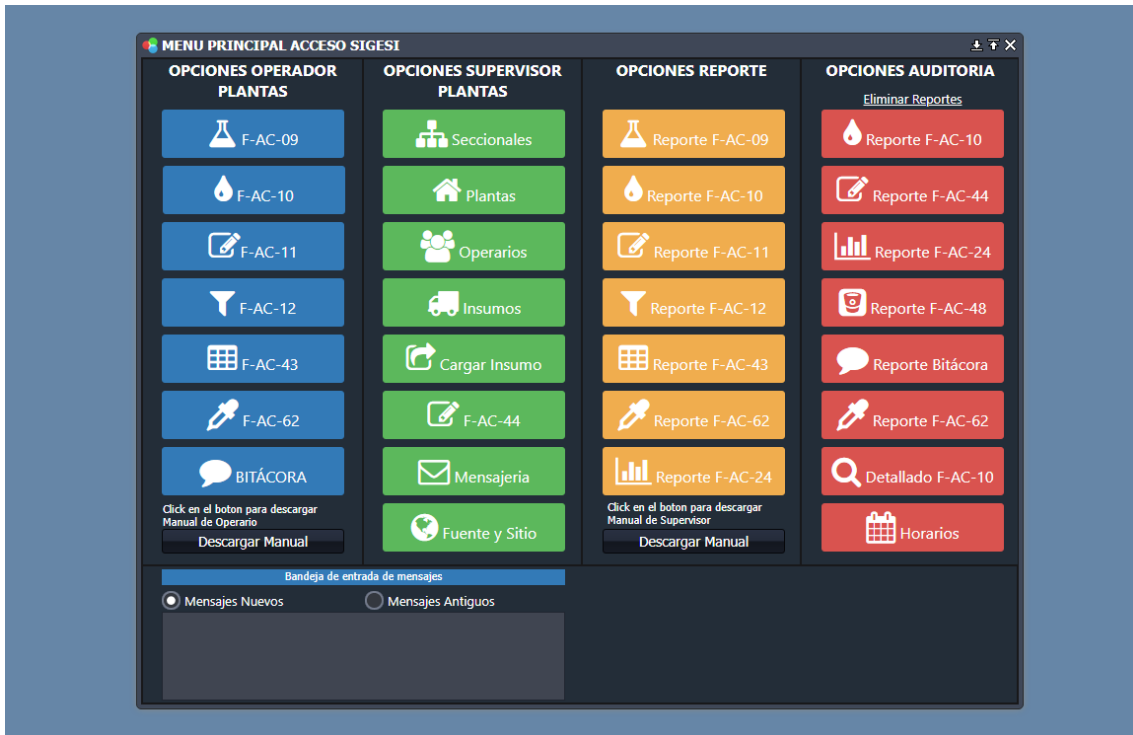 MENU PRINCIPAL ACCESO SIGESI
OPCIONES OPERADOR
PLANTAS
F-AC-09
F-AC-10
F-AC-11
F-AC-12
F-AC-43
F-AC-62
BITÁCORA
Click en el boton para descargar
Manual de Operario
Descargar Manual
OPCIONES SUPERVISOR
PLANTAS
Seccionales
Plantas
Operarios
Insumos
Cargar Insumo
F-AC-44
Mensajeria
Fuente y Sitio
OPCIONES REPORTE
Reporte F-AC-09
Reporte F-AC-10
Reporte F-AC-11
Reporte F-AC-12
Reporte F-AC-43
Reporte F-AC-62
Reporte F-AC-24
Click en el boton para descargar
Manual de Supervisor
Descargar Manual
OPCIONES AUDITORIA
Eliminar Reportes
Reporte F-AC-10
Reporte F-AC-44
Reporte F-AC-24
Reporte F-AC-48
Reporte Bitácora
Reporte F-AC-62
Detallado F-AC-10
Horarios
Bandeja de entrada de mensajes
Mensajes Nuevos
Mensajes Antiguos